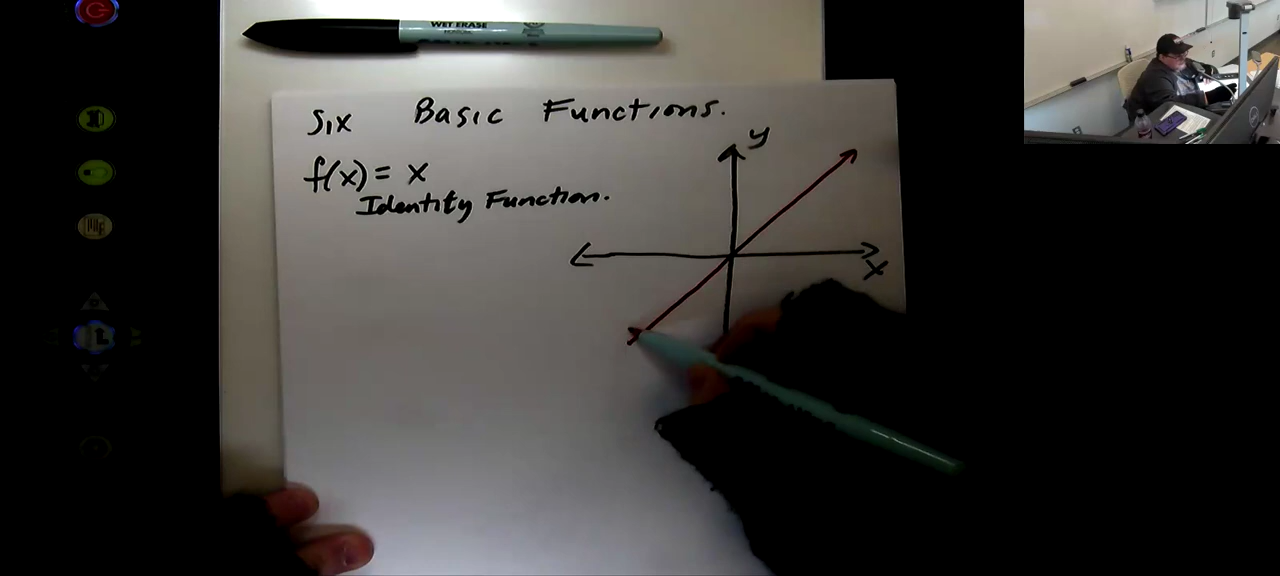 WET ERASE
Six Basic Functions.
f(x) = x
Identity Function.
y
x